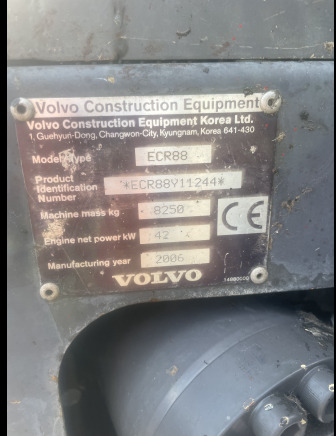 Volvo Construction Equipment
Volvo Construction Equipment Korea Ltd.
1, Guehyun-Dong, Changwon-City, Kyungnam, Korea 641-430
Model/Type ECR88
Product Identification Number *ECR88V11244*
Machine mass kg 8250
Engine net power kW 42
Manufacturing year 2006
CE
VOLVO